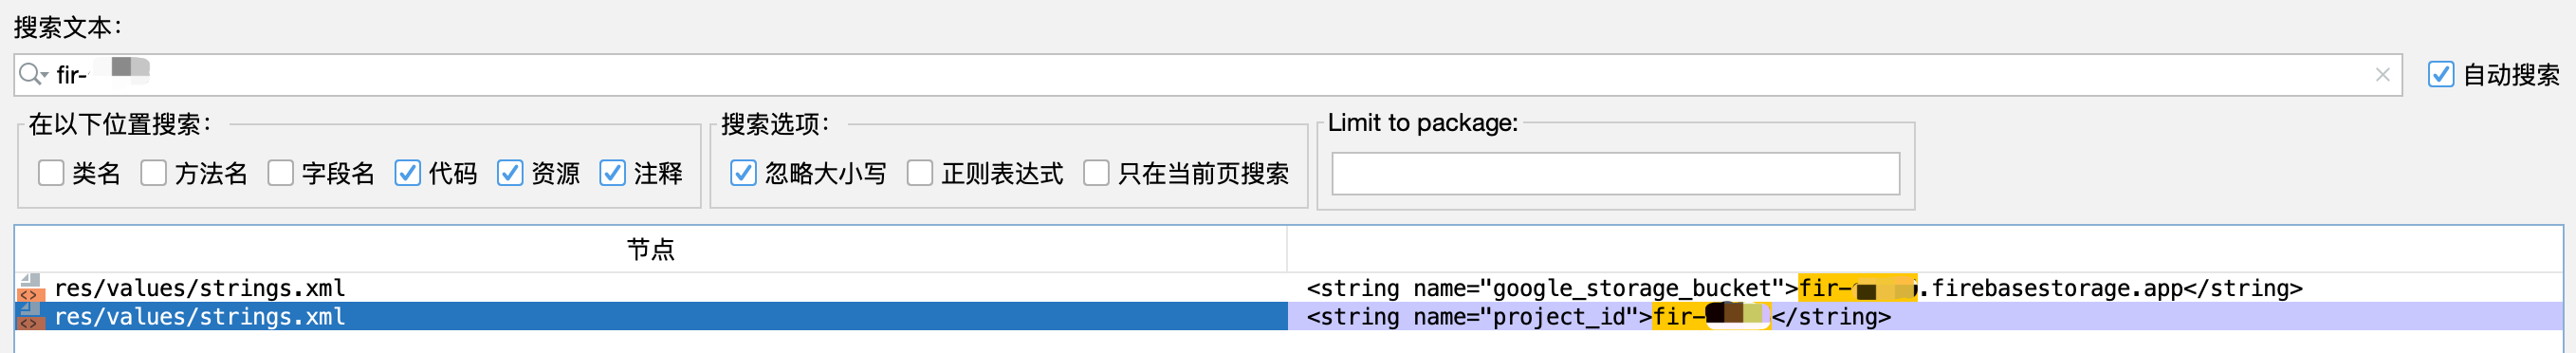 搜索文本：
fir-
自动搜索
在以下位置搜索：
搜索选项：
Limit to package:
类名 方法名 字段名 代码 资源 注释
忽略大小写 正则表达式 只在当前页搜索
节点
res/values/strings.xml <string name="google_storage_bucket">fir-.firebasestorage.app</string>
res/values/strings.xml <string name="project_id">fir-</string>